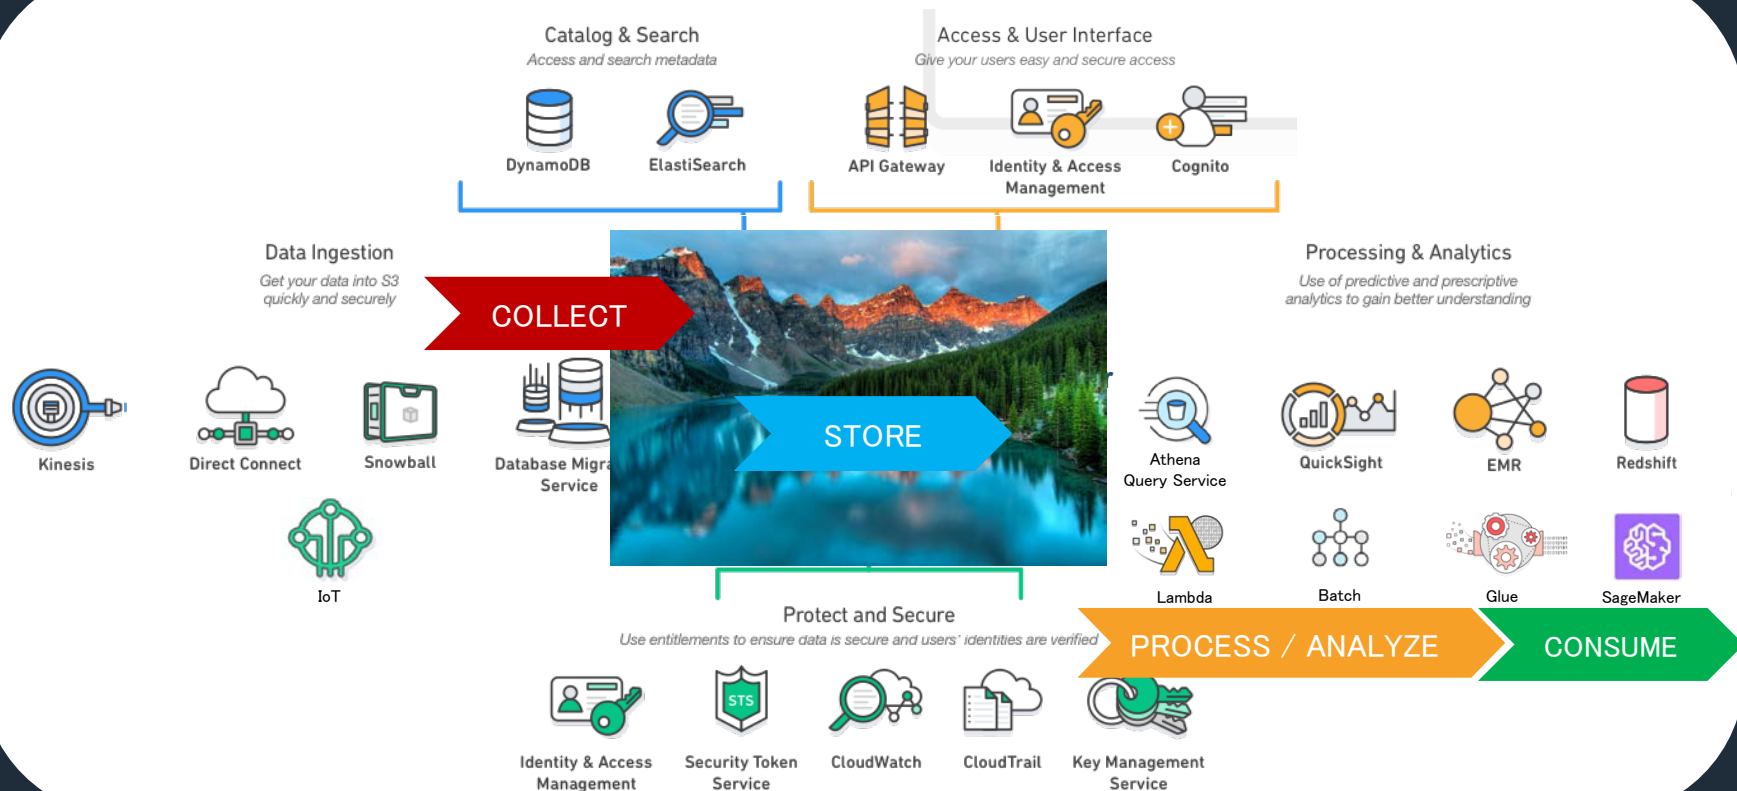 Catalog & Search
Access and search metadata
DynamoDB
ElastiSearch
Access & User Interface
Give your users easy and secure access
API Gateway
Identity & Access
Management
Cognito
Data Ingestion
Get your data into S3
quickly and securely
COLLECT
Kinesis
Direct Connect
Snowball
Database Migra
Service
IoT
STORE
Processing & Analytics
Use of predictive and prescriptive
analytics to gain better understanding
Athena
Query Service
QuickSight
EMR
Redshift
Lambda
Batch
Glue
SageMaker
PROCESS / ANALYZE
CONSUME
Protect and Secure
Use entitlements to ensure data is secure and users' identities are verified
Identity & Access
Management
STS
Security Token
Service
CloudWatch
CloudTrail
Key Management
Service